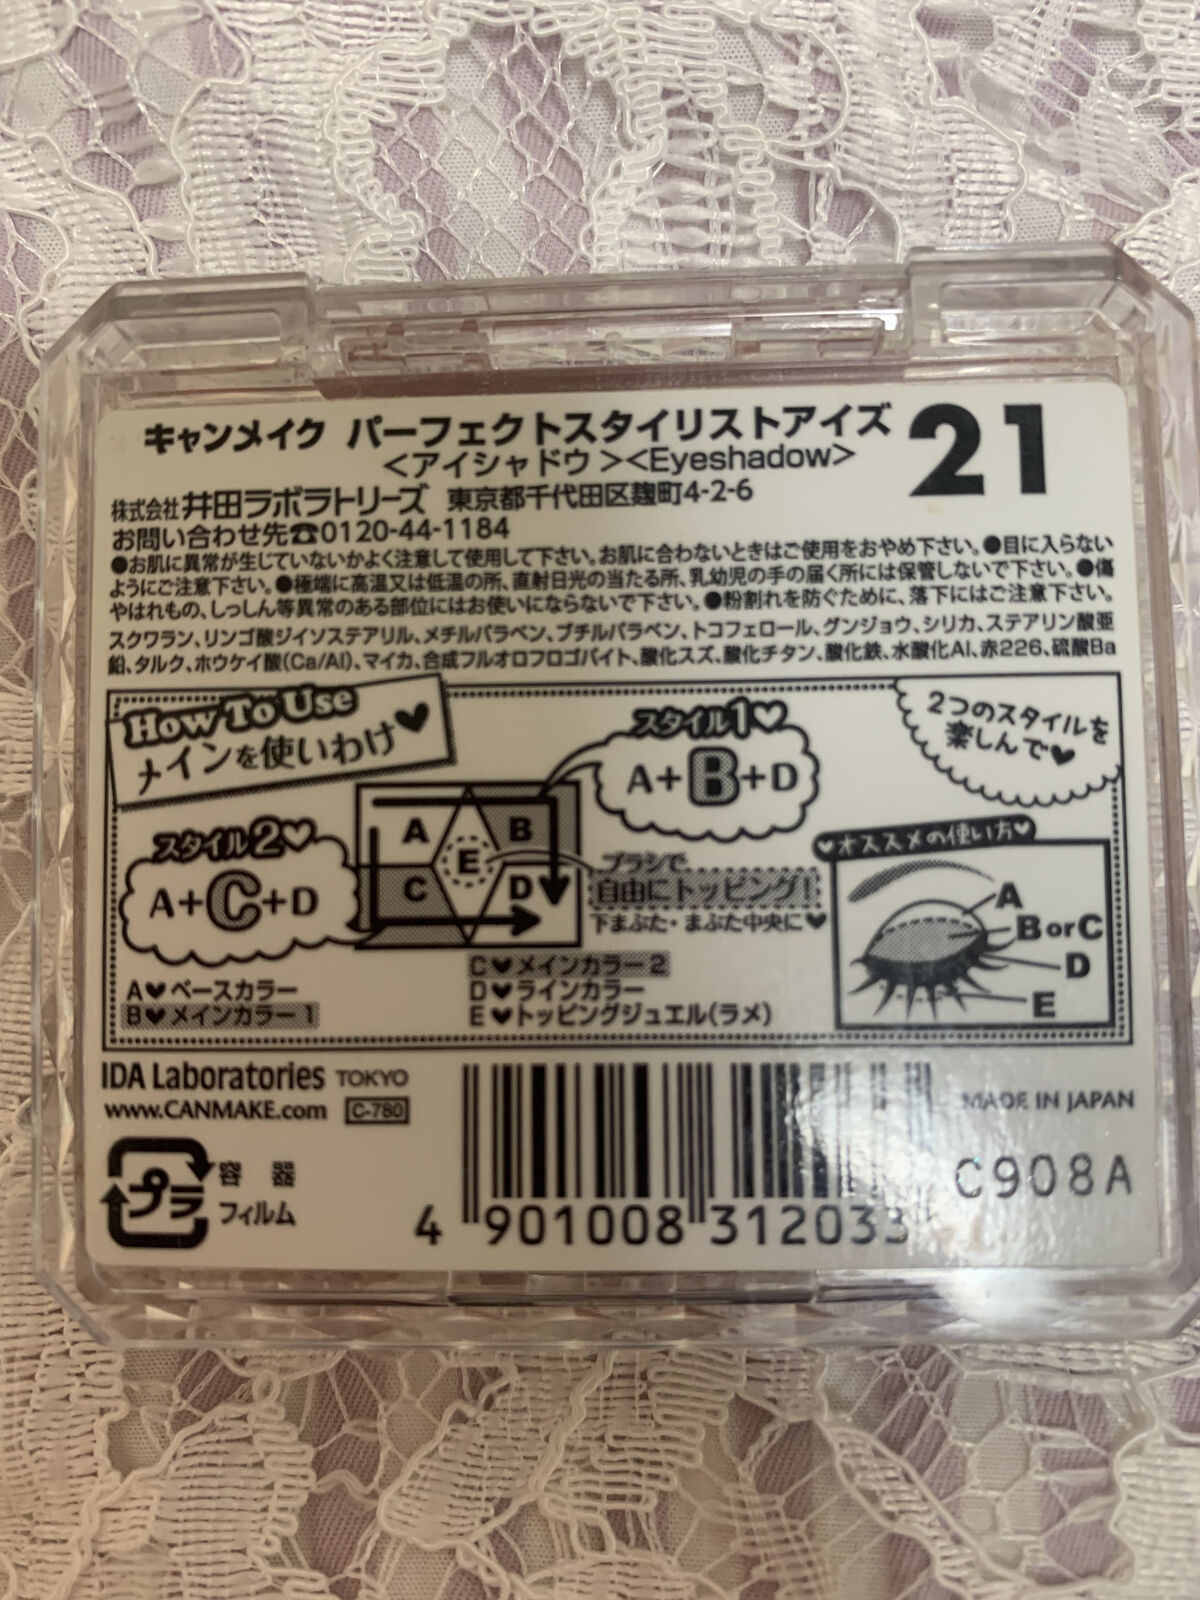 キャンメイク パーフェクトスタイリストアイズ 21
＜アイシャドウ＞<Eyeshadow>
株式会社 井田ラボラトリーズ 東京都千代田区麹町4-2-6
お問い合わせ先☎0120-44-1184
●お肌に異常が生じていないかよく注意して使用して下さい。お肌に合わないときはご使用をおやめ下さい。●目に入らない
ようにご注意下さい。●極端に高温又は低温の所、直射日光の当たる所、乳幼児の手の届く所には保管しないで下さい。●傷
やはれもの、しっしん等異常のある部位にはお使いにならないで下さい。●粉割れを防ぐために、落下にはご注意下さい。
スクワラン、リンゴ酸ジイソステアリル、メチルパラベン、ブチルパラベン、トコフェロール、グンジョウ、シリカ、ステアリン酸亜
鉛、タルク、ホウケイ酸(Ca/Al)、マイカ、合成フルオロフロゴパイト、酸化スズ、酸化チタン、酸化鉄、水酸化Al、赤226、硫酸Ba
How To Use
メインを使いわけ♥
スタイル1♡
A+B+D
2つのスタイルを
楽しんで♥
スタイル2♡
A+C+D
A
B
E
C
D
ブラシで
自由にトッピング!
下まぶた・まぶた中央に♥
♥オススメの使い方♥
A
B or C
D
E
A♥ベースカラー
B♥メインカラー1
C♥メインカラー2
D♥ラインカラー
E♥トッピングジュエル(ラメ)
IDA Laboratories TOKYO
www.CANMAKE.com C-780
MADE IN JAPAN
C908A
プラ
容器
フィルム
4 901008 312033